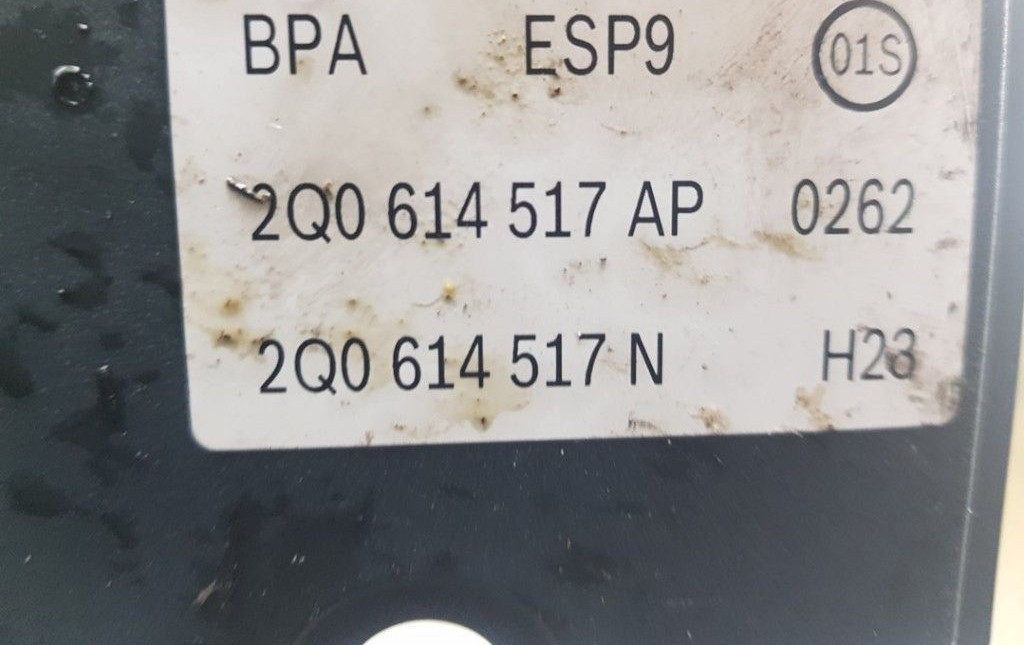 BPA ESP9 01S
2Q0 614 517 AP 0262
2Q0 614 517 N H23